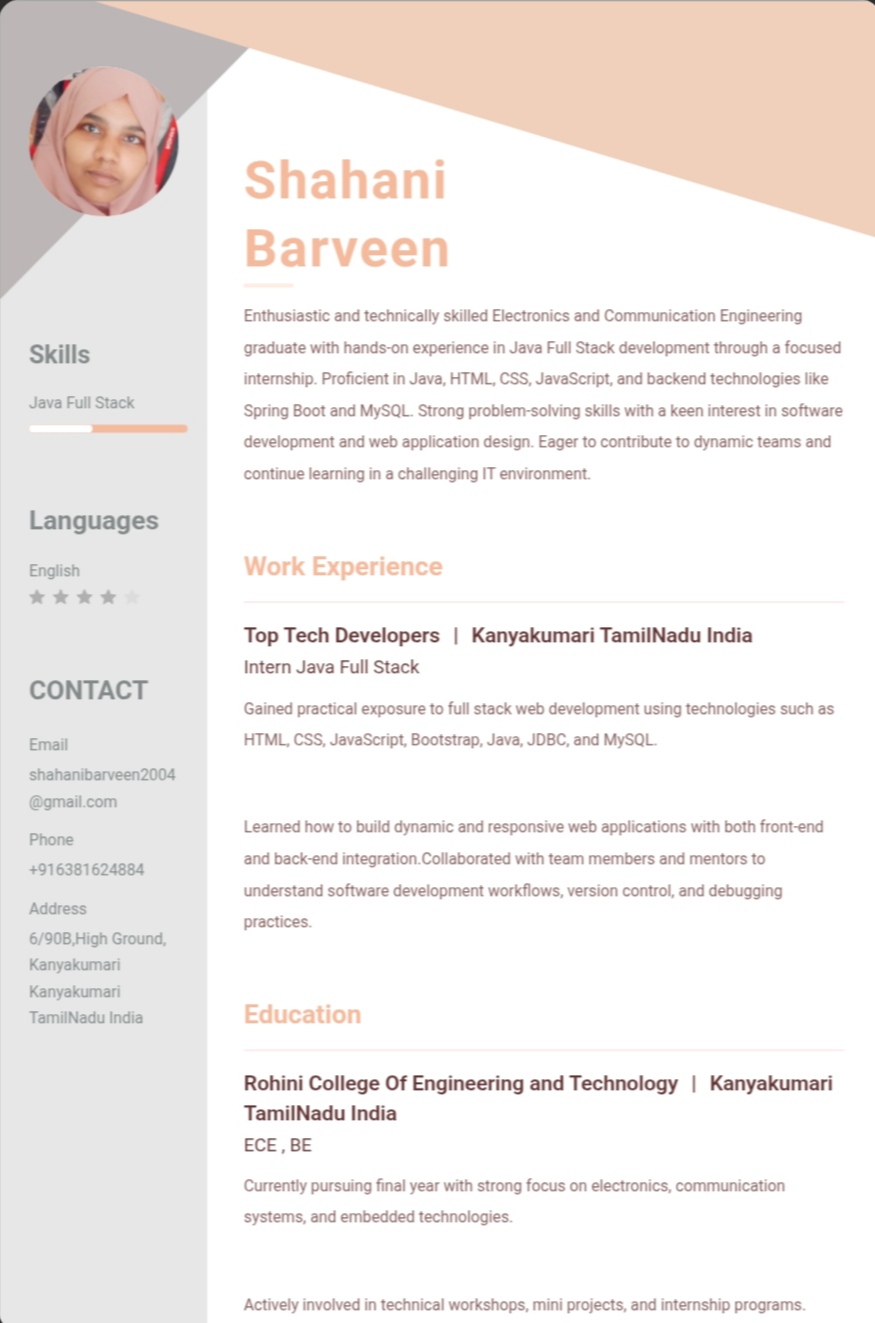 Shahani
Barveen
Enthusiastic and technically skilled Electronics and Communication Engineering
graduate with hands-on experience in Java Full Stack development through a focused
internship. Proficient in Java, HTML, CSS, JavaScript, and backend technologies like
Spring Boot and MySQL. Strong problem-solving skills with a keen interest in software
development and web application design. Eager to contribute to dynamic teams and
continue learning in a challenging IT environment.
Skills
Java Full Stack
Languages
English
CONTACT
Email
shahanibarveen2004
@gmail.com
Phone
+916381624884
Address
6/90B,High Ground,
Kanyakumari
Kanyakumari
TamilNadu India
Work Experience
Top Tech Developers | Kanyakumari TamilNadu India
Intern Java Full Stack
Gained practical exposure to full stack web development using technologies such as
HTML, CSS, JavaScript, Bootstrap, Java, JDBC, and MySQL.
Learned how to build dynamic and responsive web applications with both front-end
and back-end integration.Collaborated with team members and mentors to
understand software development workflows, version control, and debugging
practices.
Education
Rohini College Of Engineering and Technology | Kanyakumari
TamilNadu India
ECE , BE
Currently pursuing final year with strong focus on electronics, communication
systems, and embedded technologies.
Actively involved in technical workshops, mini projects, and internship programs.